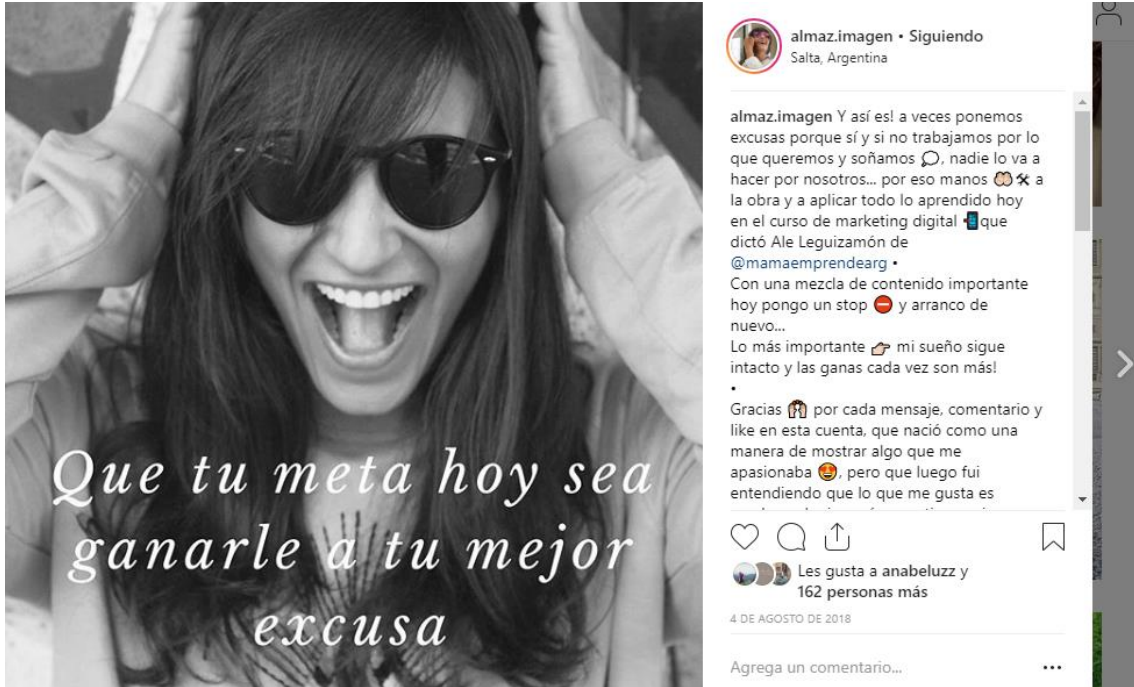 Que tu meta hoy sea
ganarle a tu mejor
excusa
almaz.imagen • Siguiendo
Salta, Argentina
almaz.imagen Y así es! a veces ponemos
excusas porque sí y si no trabajamos por lo
que queremos y soñamos 💭, nadie lo va a
hacer por nosotros... por eso manos 👐🏻🛠 a
la obra y a aplicar todo lo aprendido hoy
en el curso de marketing digital 📲que
dictó Ale Leguizamón de
@mamaemprendearg •
Con una mezcla de contenido importante
hoy pongo un stop ⛔ y arranco de
nuevo...
Lo más importante 👉🏻 mi sueño sigue
intacto y las ganas cada vez son más!
•
Gracias 🙌🏻 por cada mensaje, comentario y
like en esta cuenta, que nació como una
manera de mostrar algo que me
apasionaba 😍, pero que luego fui
entendiendo que lo que me gusta es
Les gusta a anabeluzz y
162 personas más
4 DE AGOSTO DE 2018
Agrega un comentario...